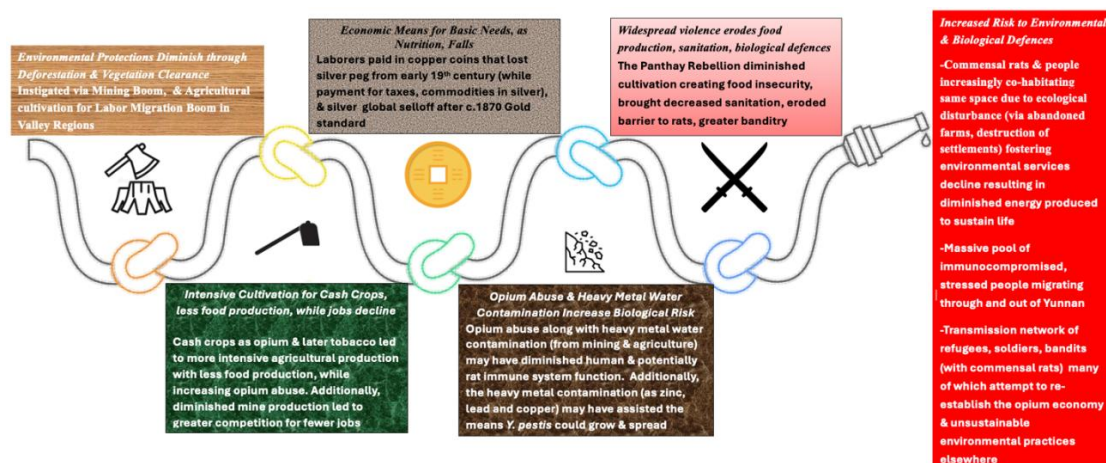 Environmental Protections Diminish through
Deforestation & Vegetation Clearance
Instigated via Mining Boom, & Agricultural
cultivation for Labor Migration Boom in
Valley Regions
Economic Means for Basic Needs, as
Nutrition, Falls
Laborers paid in copper coins that lost
silver peg from early 19th century (while
payment for taxes, commodities in silver),
& silver global selloff after c.1870 Gold
standard
Widespread violence erodes food
production, sanitation, biological defences
The Panthay Rebellion diminished
cultivation creating food insecurity,
brought decreased sanitation, eroded
barrier to rats, greater banditry
Increased Risk to Environmental
& Biological Defences
-Commensal rats & people
increasingly co-habitating
same space due to ecological
disturbance (via abandoned
farms, destruction of
settlements) fostering
environmental services
decline resulting in
diminished energy produced
to sustain life
-Massive pool of
immunocompromised,
stressed people migrating
through and out of Yunnan
-Transmission network of
refugees, soldiers, bandits
(with commensal rats) many
of which attempt to re-
establish the opium economy
& unsustainable
environmental practices
elsewhere
Intensive Cultivation for Cash Crops,
less food production, while jobs decline
Cash crops as opium & later tobacco led
to more intensive agricultural production
with less food production, while
increasing opium abuse. Additionally,
diminished mine production led to
greater competition for fewer jobs
Opium Abuse & Heavy Metal Water
Contamination Increase Biological Risk
Opium abuse along with heavy metal water
contamination (from mining & agriculture)
may have diminished human & potentially
rat immune system function. Additionally,
the heavy metal contamination (as zinc,
lead and copper) may have assisted the
means Y. pestis could grow & spread